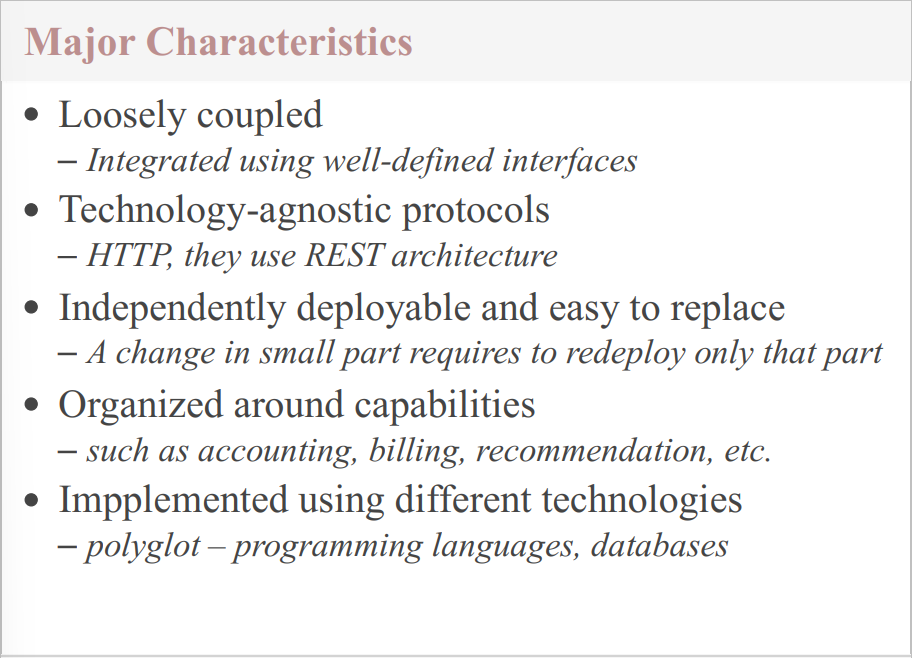 Major Characteristics
• Loosely coupled
– Integrated using well-defined interfaces
• Technology-agnostic protocols
– HTTP, they use REST architecture
• Independently deployable and easy to replace
– A change in small part requires to redeploy only that part
• Organized around capabilities
– such as accounting, billing, recommendation, etc.
• Impplemented using different technologies
– polyglot – programming languages, databases